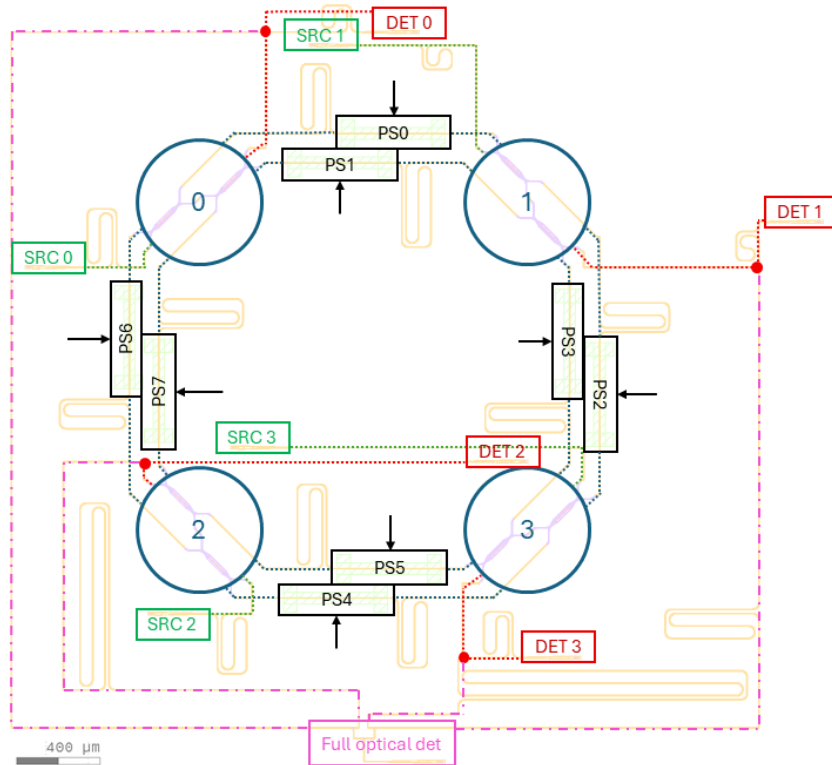 DET 0
SRC 1
PS0
PS1
0
1
DET 1
SRC 0
PS6
PS3
PS7
PS2
SRC 3
DET 2
2
3
PS5
PS4
SRC 2
DET 3
Full optical det
400 µm